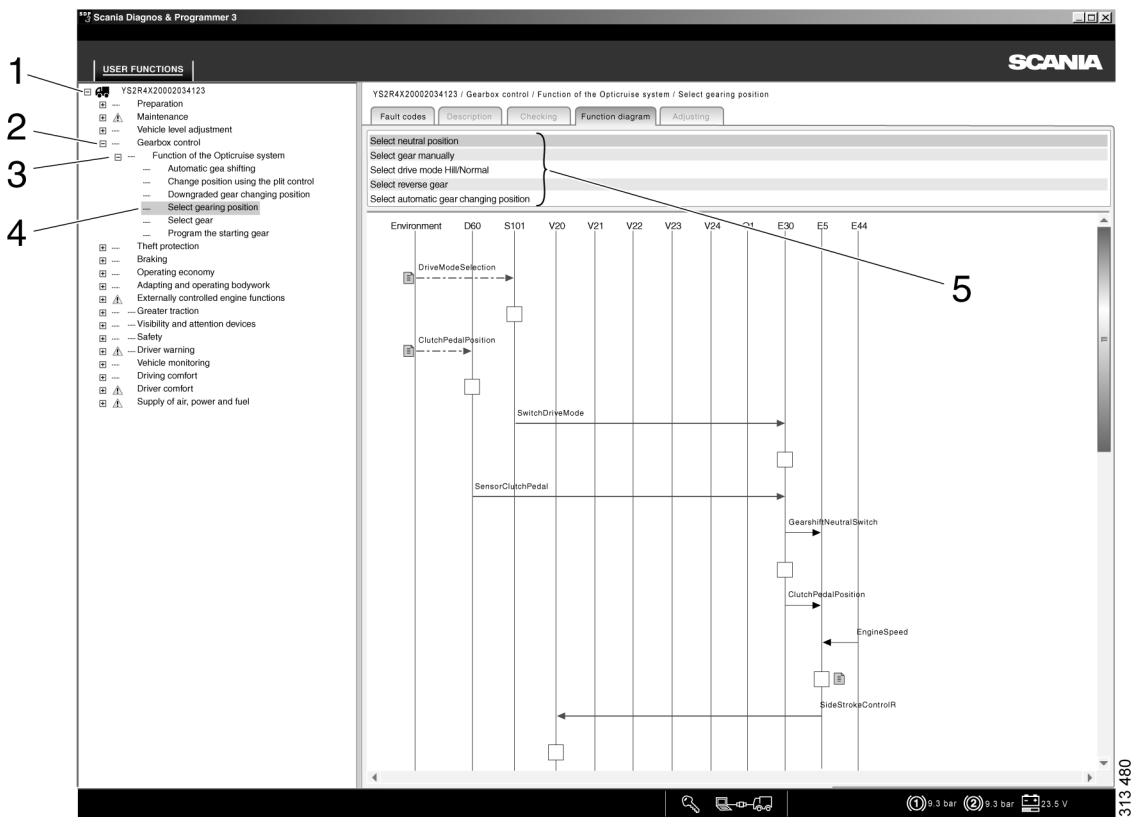 Scania Diagnos & Programmer 3
USER FUNCTIONS
SCANIA
1
2
3
4
5
YS2R4X20002034123
Preparation
Maintenance
Vehicle level adjustment
Gearbox control
Function of the Opticruise system
Automatic gea shifting
Change position using the plit control
Downgraded gear changing position
Select gearing position
Select gear
Program the starting gear
Theft protection
Braking
Operating economy
Adapting and operating bodywork
Externally controlled engine functions
Greater traction
Visibility and attention devices
Safety
Driver warning
Vehicle monitoring
Driving comfort
Driver comfort
Supply of air, power and fuel
YS2R4X20002034123 / Gearbox control / Function of the Opticruise system / Select gearing position
Fault codes Description Checking Function diagram Adjusting
Select neutral position
Select gear manually
Select drive mode Hill/Normal
Select reverse gear
Select automatic gear changing position
Environment D60 S101 V20 V21 V22 V23 V24 E30 E5 E44
DriveModeSelection
ClutchPedalPosition
SwitchDriveMode
SensorClutchPedal
GearshiftNeutralSwitch
ClutchPedalPosition
EngineSpeed
SideStrokeControlR
(1) 9.3 bar (2) 9.3 bar 23.5 V
313 480